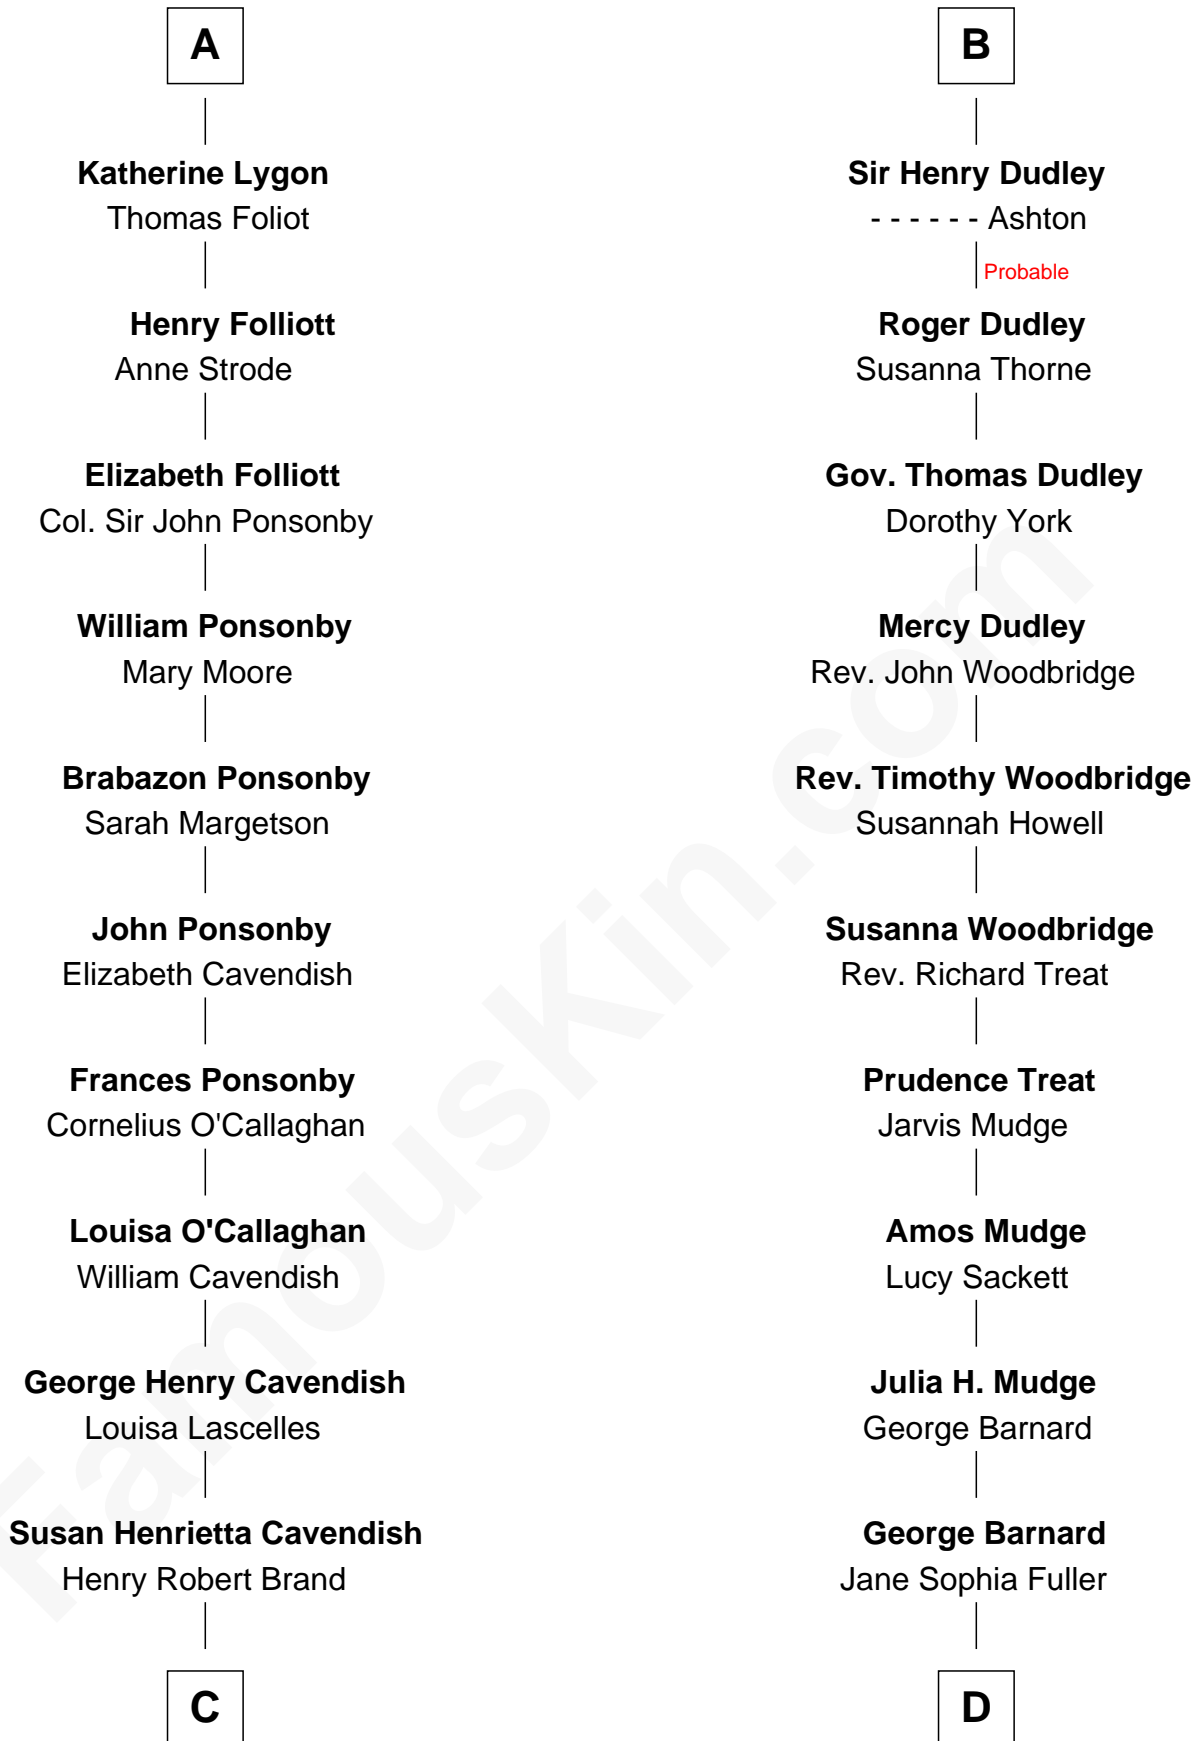 A
Katherine Lygon
Thomas Foliot
Henry Folliott
Anne Strode
Elizabeth Folliott
Col. Sir John Ponsonby
William Ponsonby
Mary Moore
Brabazon Ponsonby
Sarah Margetson
John Ponsonby
Elizabeth Cavendish
Frances Ponsonby
Cornelius O'Callaghan
Louisa O'Callaghan
William Cavendish
George Henry Cavendish
Louisa Lascelles
Susan Henrietta Cavendish
Henry Robert Brand
C
B
Sir Henry Dudley
- - - - - - Ashton
Probable
Roger Dudley
Susanna Thorne
Gov. Thomas Dudley
Dorothy York
Mercy Dudley
Rev. John Woodbridge
Rev. Timothy Woodbridge
Susannah Howell
Susanna Woodbridge
Rev. Richard Treat
Prudence Treat
Jarvis Mudge
Amos Mudge
Lucy Sackett
Julia H. Mudge
George Barnard
George Barnard
Jane Sophia Fuller
D
FamousKin.com